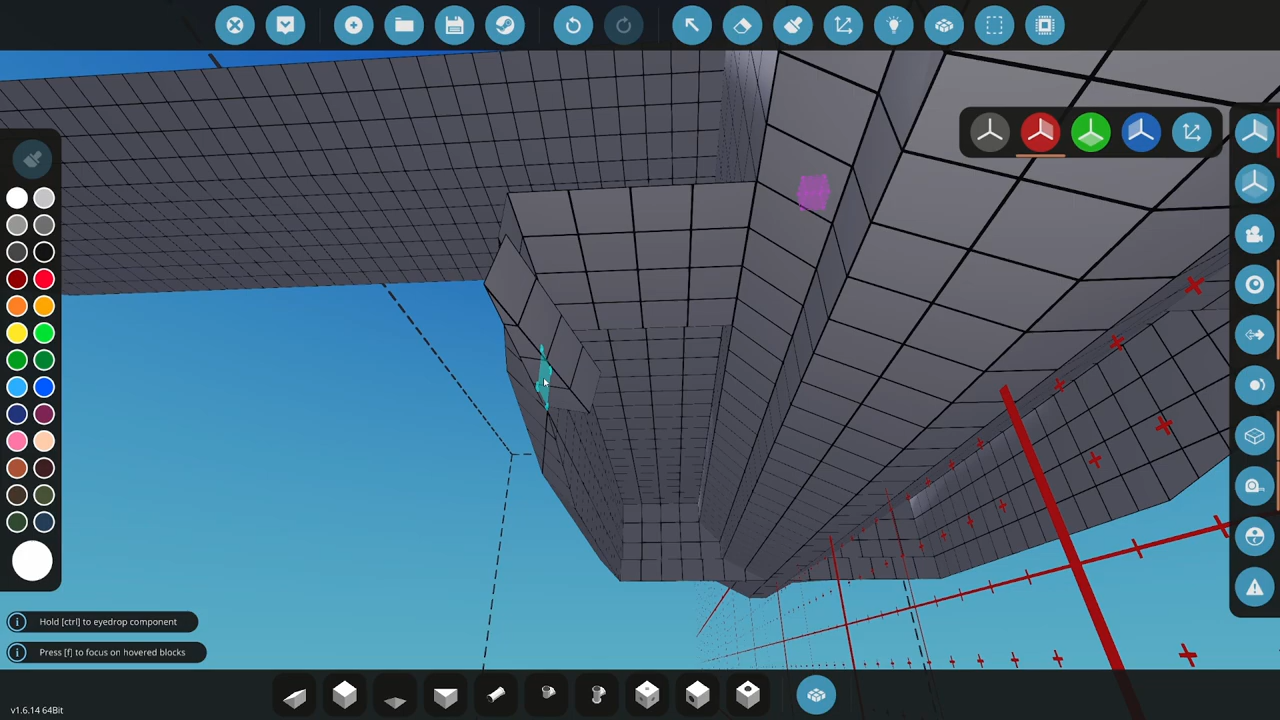 Hold [ctrl] to eyedrop component
Press [f] to focus on hovered blocks
v1.6.14 64Bit